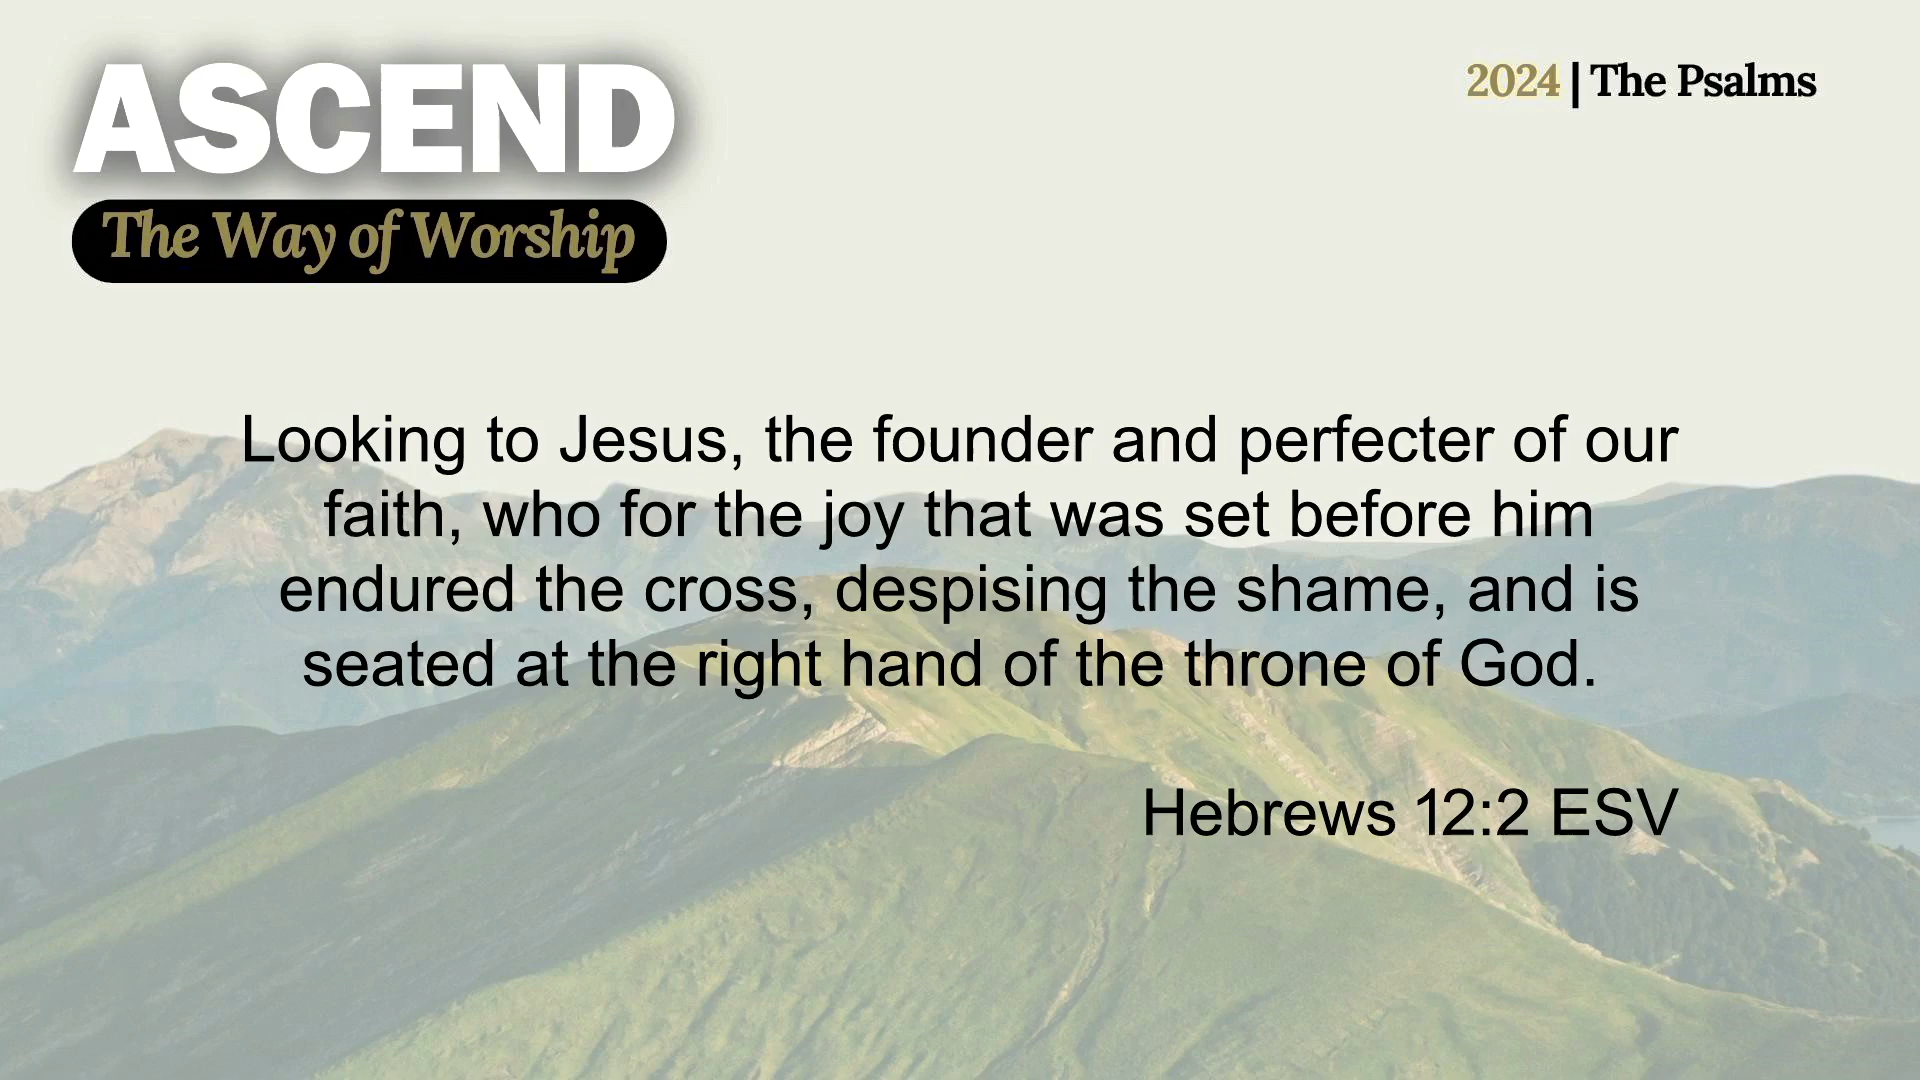 ASCEND
The Way of Worship
2024 | The Psalms
Looking to Jesus, the founder and perfecter of our
faith, who for the joy that was set before him
endured the cross, despising the shame, and is
seated at the right hand of the throne of God.
Hebrews 12:2 ESV